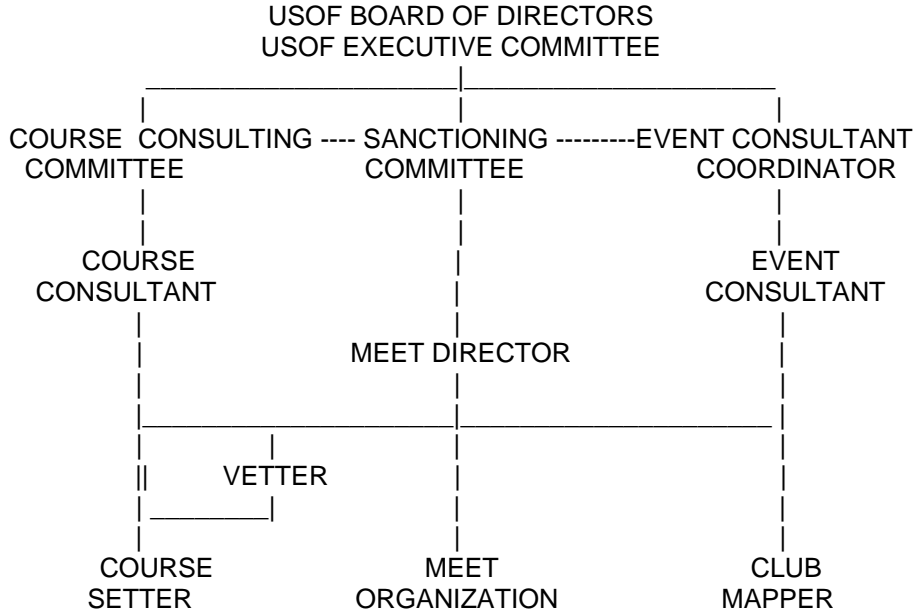 USOF BOARD OF DIRECTORS
USOF EXECUTIVE COMMITTEE
COURSE CONSULTING ---- SANCTIONING ---------EVENT CONSULTANT
COMMITTEE COMMITTEE COORDINATOR
COURSE EVENT
CONSULTANT CONSULTANT
MEET DIRECTOR
VETTER
COURSE MEET CLUB
SETTER ORGANIZATION MAPPER